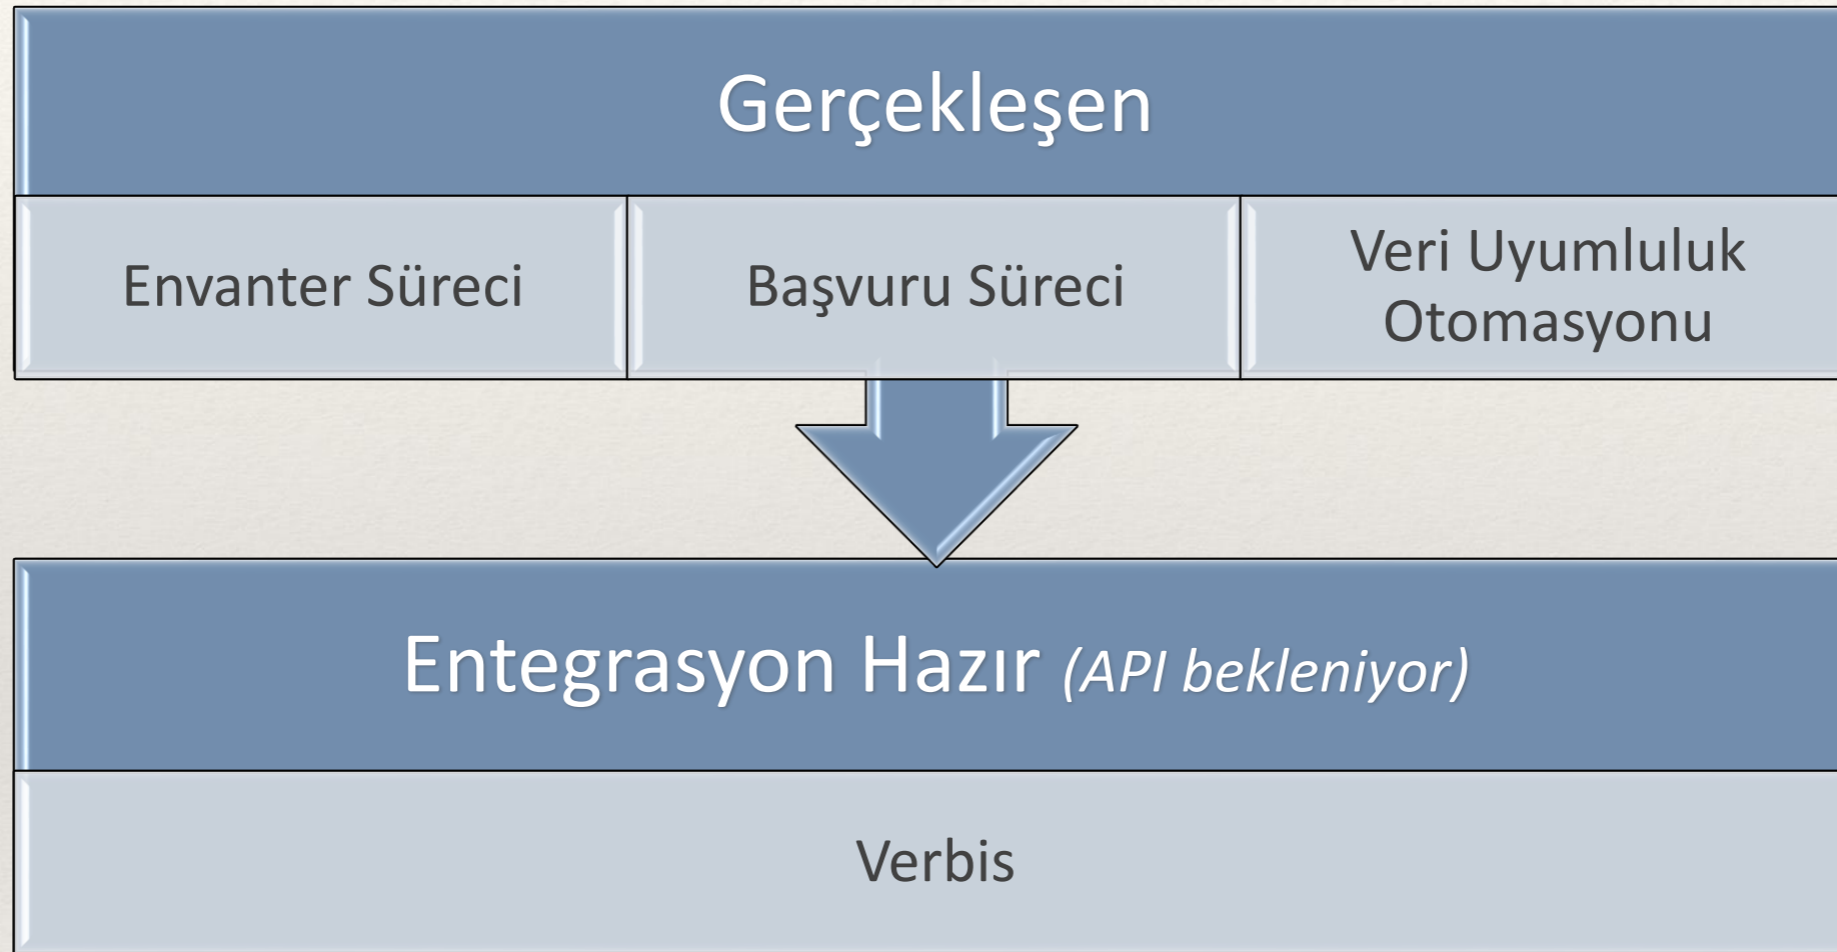 Gerçekleşen
Envanter Süreci
Başvuru Süreci
Veri Uyumluluk
Otomasyonu
Entegrasyon Hazır (API bekleniyor)
Verbis